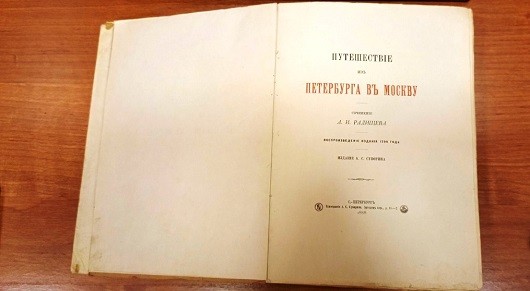 ПУТЕШЕСТВІЕ
ИЗЪ
ПЕТЕРБУРГА ВЪ МОСКВУ
СОЧИНЕНІЕ
А. Н. РАДИЩЕВА
ВОСПРОИЗВЕДЕНІЕ ИЗДАНІЯ 1790 ГОДА
ИЗДАНІЕ А. С. СУВОРИНА
С.-ПЕТЕРБУРГЪ